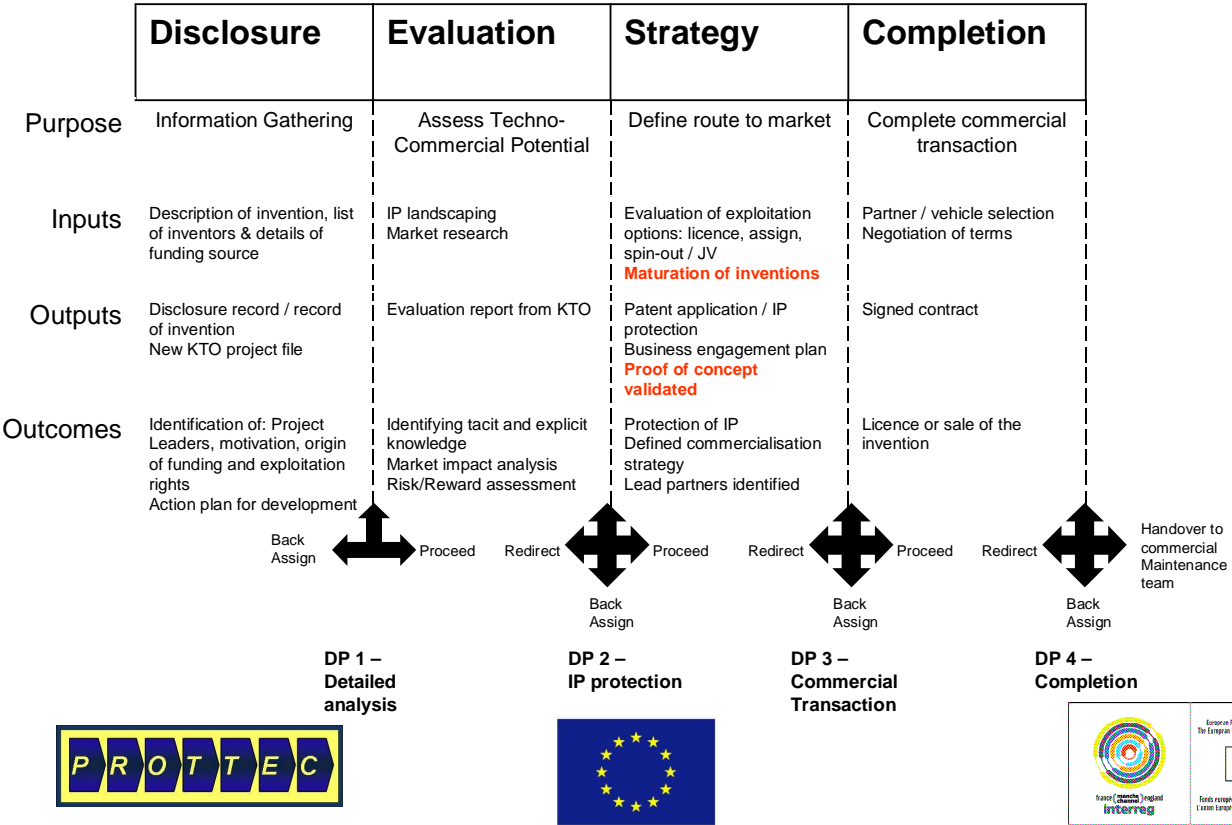 Disclosure
Evaluation
Strategy
Completion
Purpose
Information Gathering
Assess Techno-
Commercial Potential
Define route to market
Complete commercial
transaction
Inputs
Description of invention, list
of inventors & details of
funding source
IP landscaping
Market research
Evaluation of exploitation
options: licence, assign,
spin-out / JV
Maturation of inventions
Partner / vehicle selection
Negotiation of terms
Outputs
Disclosure record / record
of invention
New KTO project file
Evaluation report from KTO
Patent application / IP
protection
Business engagement plan
Proof of concept
validated
Signed contract
Outcomes
Identification of: Project
Leaders, motivation, origin
of funding and exploitation
rights
Action plan for development
Identifying tacit and explicit
knowledge
Market impact analysis
Risk/Reward assessment
Protection of IP
Defined commercialisation
strategy
Lead partners identified
Licence or sale of the
invention
Back
Assign
Proceed
Redirect
Proceed
Back
Assign
Redirect
Proceed
Back
Assign
Redirect
Handover to
commercial
Maintenance
team
Back
Assign
DP 1 –
Detailed
analysis
DP 2 –
IP protection
DP 3 –
Commercial
Transaction
DP 4 –
Completion
PROTTEC
france (manche channel) england
interreg
European
The European
Fonds
L'union